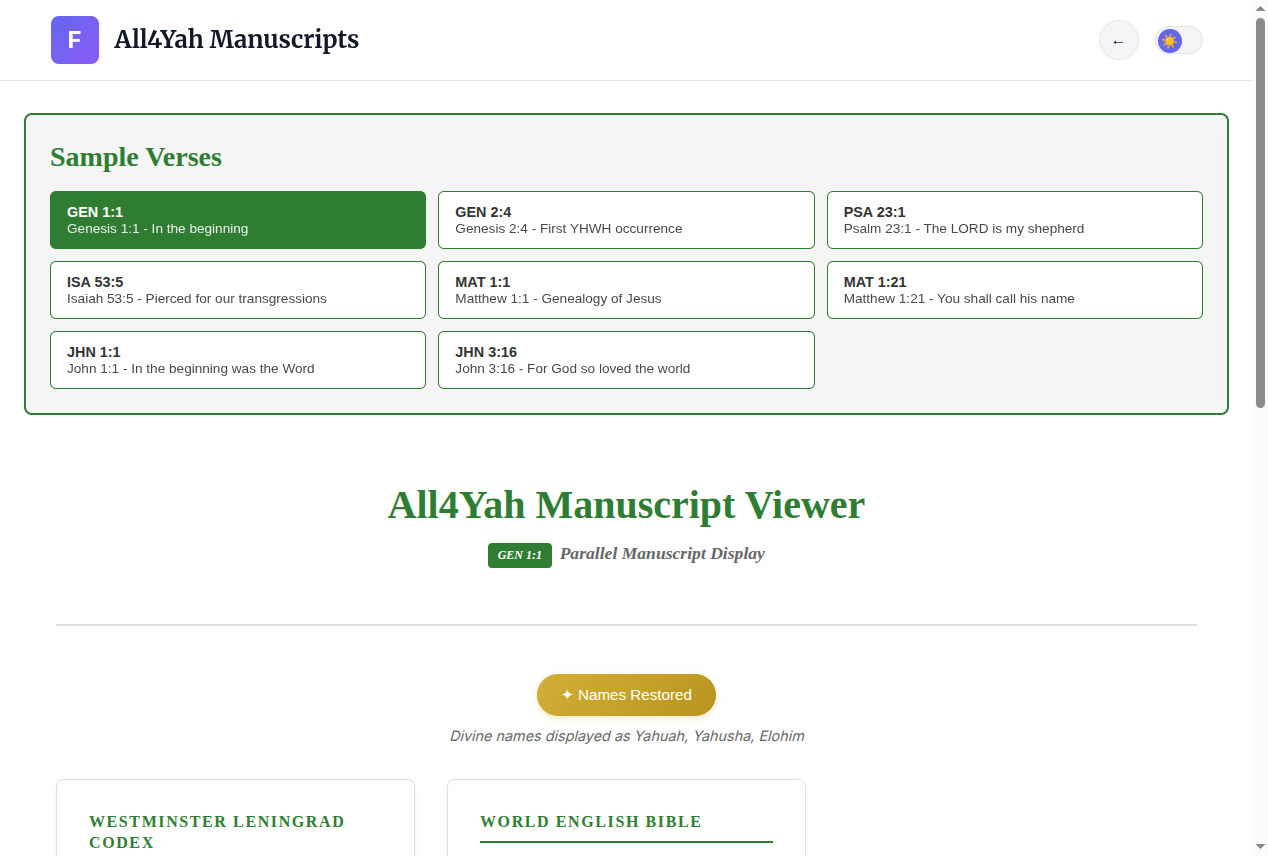 F
All4Yah Manuscripts
←
Sample Verses
GEN 1:1
Genesis 1:1 - In the beginning
GEN 2:4
Genesis 2:4 - First YHWH occurrence
PSA 23:1
Psalm 23:1 - The LORD is my shepherd
ISA 53:5
Isaiah 53:5 - Pierced for our transgressions
MAT 1:1
Matthew 1:1 - Genealogy of Jesus
MAT 1:21
Matthew 1:21 - You shall call his name
JHN 1:1
John 1:1 - In the beginning was the Word
JHN 3:16
John 3:16 - For God so loved the world
All4Yah Manuscript Viewer
GEN 1:1 Parallel Manuscript Display
✦ Names Restored
Divine names displayed as Yahuah, Yahusha, Elohim
WESTMINSTER LENINGRAD
CODEX
WORLD ENGLISH BIBLE